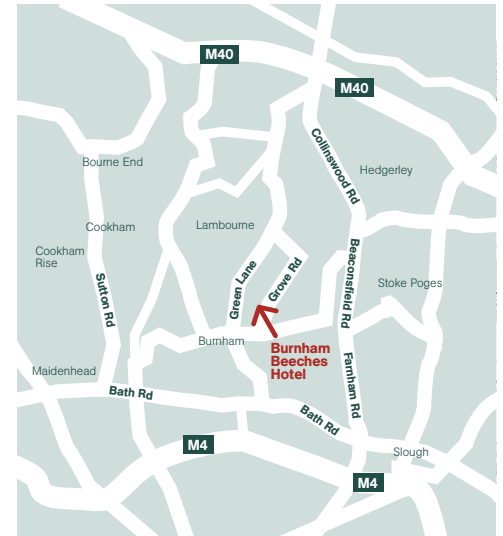 M40
M40
Collinswood Rd
Bourne End
Hedgerley
Lambourne
Cookham
Cookham
Rise
Beaconsfield Rd
Green Lane
Grove Rd
Sutton Rd
Stoke Poges
Burnham
Burnham
Beeches
Hotel
Maidenhead
Farnham Rd
Bath Rd
Bath Rd
M4
Slough
M4